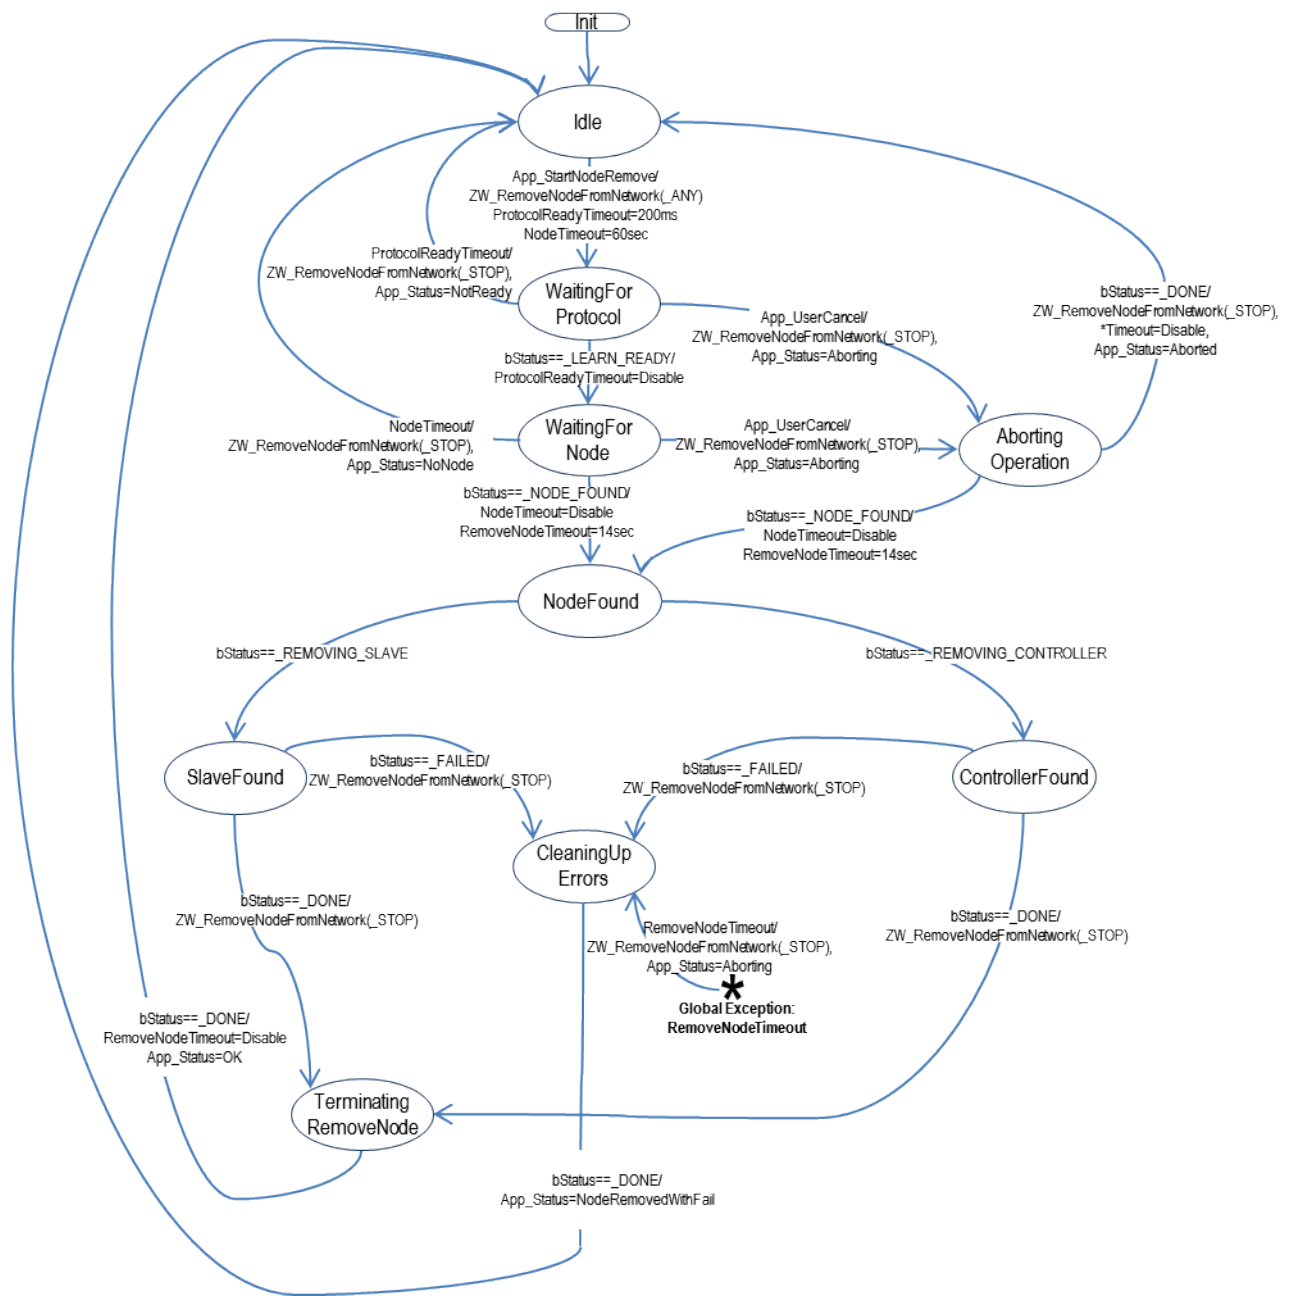 Init
Idle
App_StartNodeRemove/
ZW_RemoveNodeFromNetwork(_ANY)
ProtocolReadyTimeout=200ms
NodeTimeout=60sec
ProtocolReadyTimeout/
ZW_RemoveNodeFromNetwork(_STOP),
App_Status=NotReady
WaitingFor
Protocol
App_UserCancel/
ZW_RemoveNodeFromNetwork(_STOP),
App_Status=Aborting
bStatus==_DONE/
ZW_RemoveNodeFromNetwork(_STOP),
*Timeout=Disable,
App_Status=Aborted
bStatus==_LEARN_READY/
ProtocolReadyTimeout=Disable
NodeTimeout/
ZW_RemoveNodeFromNetwork(_STOP),
App_Status=NoNode
WaitingFor
Node
App_UserCancel/
ZW_RemoveNodeFromNetwork(_STOP),
App_Status=Aborting
Aborting
Operation
bStatus==_NODE_FOUND/
NodeTimeout=Disable
RemoveNodeTimeout=14sec
bStatus==_NODE_FOUND/
NodeTimeout=Disable
RemoveNodeTimeout=14sec
NodeFound
bStatus==_REMOVING_SLAVE
bStatus==_REMOVING_CONTROLLER
SlaveFound
bStatus==_FAILED/
ZW_RemoveNodeFromNetwork(_STOP)
bStatus==_FAILED/
ZW_RemoveNodeFromNetwork(_STOP)
ControllerFound
CleaningUp
Errors
bStatus==_DONE/
ZW_RemoveNodeFromNetwork(_STOP)
RemoveNodeTimeout/
ZW_RemoveNodeFromNetwork(_STOP),
App_Status=Aborting
*
Global Exception:
RemoveNodeTimeout
bStatus==_DONE/
ZW_RemoveNodeFromNetwork(_STOP)
bStatus==_DONE/
RemoveNodeTimeout=Disable
App_Status=OK
Terminating
RemoveNode
bStatus==_DONE/
App_Status=NodeRemovedWithFail